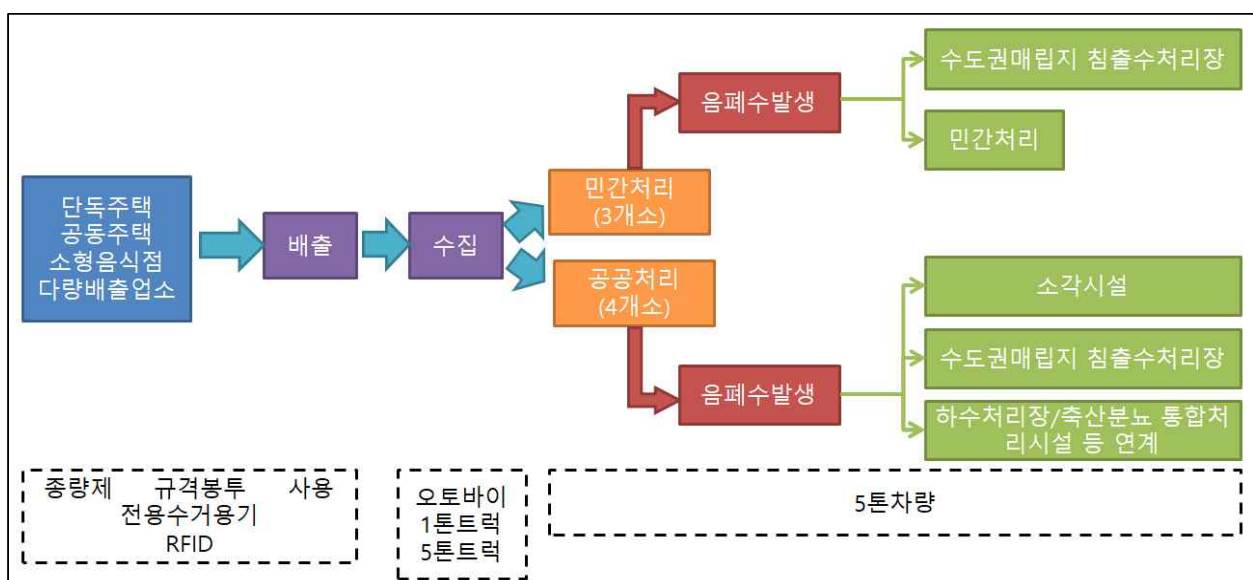 단독주택
공동주택
소형음식점
다량배출업소
배출
수집
민간처리
(3개소)
공공처리
(4개소)
음폐수발생
수도권매립지 침출수처리장
민간처리
음폐수발생
소각시설
수도권매립지 침출수처리장
하수처리장/축산분뇨 통합처
리시설 등 연계
종량제 규격봉투 사용
전용수거용기
RFID
오토바이
1톤트럭
5톤트럭
5톤차량